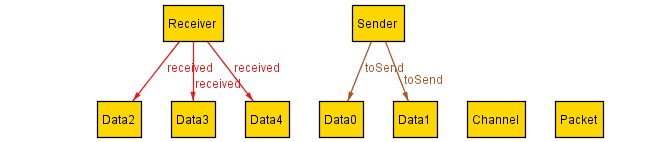 Receiver
Sender
received
received
received
toSend
toSend
Data2
Data3
Data4
Data0
Data1
Channel
Packet